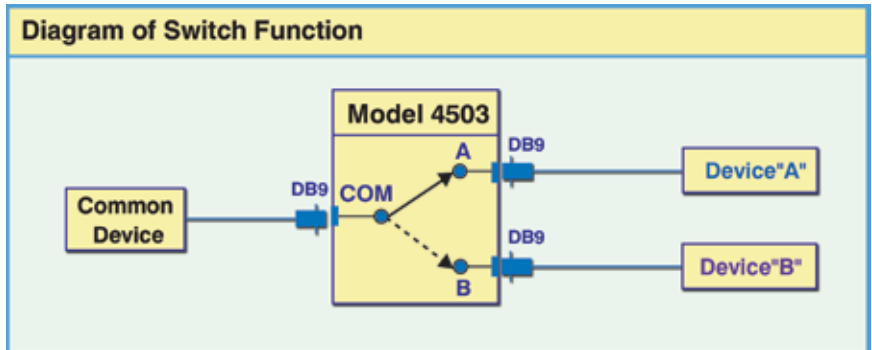 Diagram of Switch Function
Model 4503
A
DB9
Device"A"
DB9
COM
Common
Device
DB9
Device"B"
B